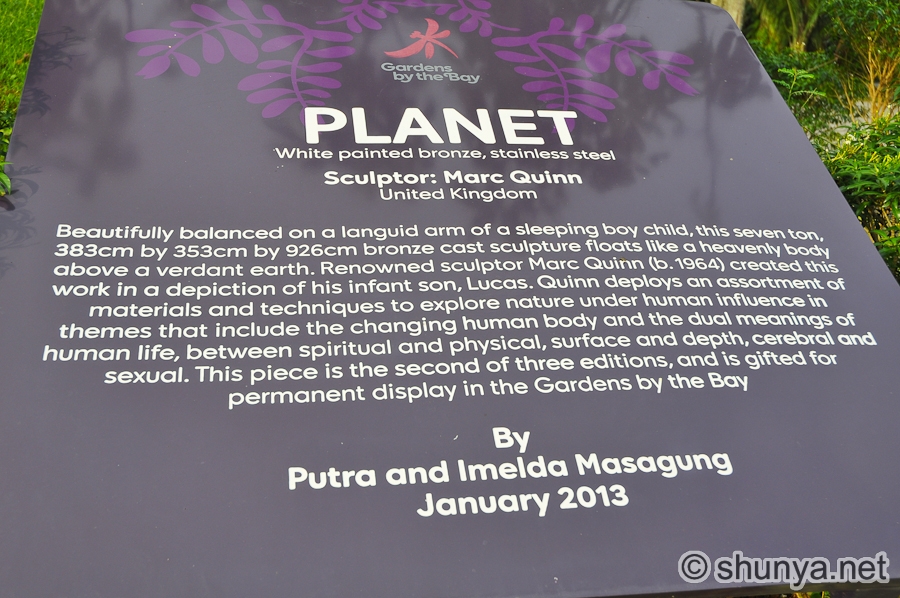 Gardens
by the Bay
PLANET
White painted bronze, stainless steel
Sculptor: Marc Quinn
United Kingdom
Beautifully balanced on a languid arm of a sleeping boy child, this seven ton,
383cm by 353cm by 926cm bronze cast sculpture floats like a heavenly body
above a verdant earth. Renowned sculptor Marc Quinn (b. 1964) created this
work in a depiction of his infant son, Lucas. Quinn deploys an assortment of
materials and techniques to explore nature under human influence in
themes that include the changing human body and the dual meanings of
human life, between spiritual and physical, surface and depth, cerebral and
sexual. This piece is the second of three editions, and is gifted for
permanent display in the Gardens by the Bay
By
Putra and Imelda Masagung
January 2013
© shunya.net